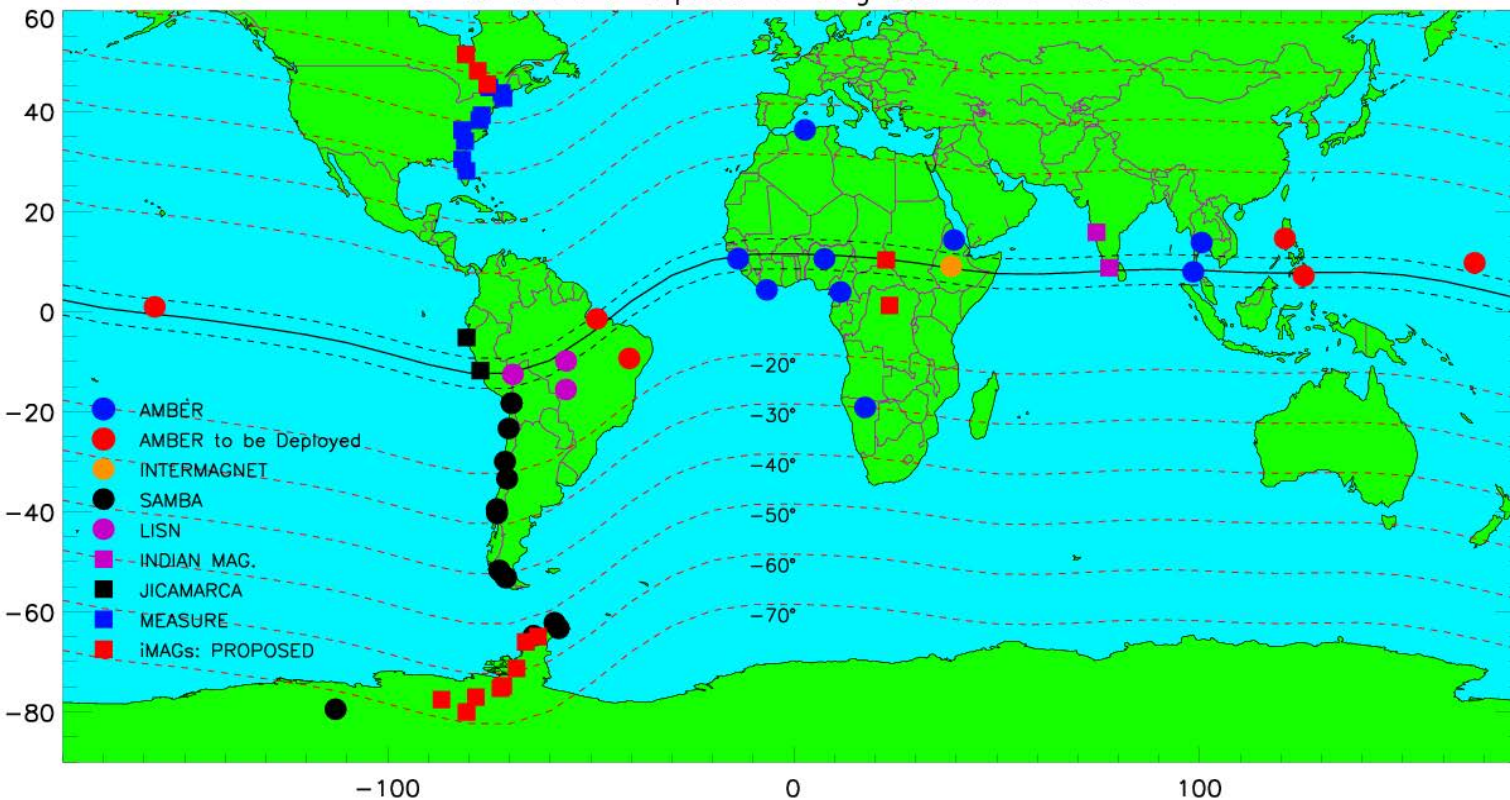 60
40
20
0
−20
−40
−60
−80
−100
0
100
−20°
−30°
−40°
−50°
−60°
−70°
AMBER
AMBER to be Deployed
INTERMAGNET
SAMBA
LISN
INDIAN MAG.
JICAMARCA
MEASURE
iMAGs: PROPOSED